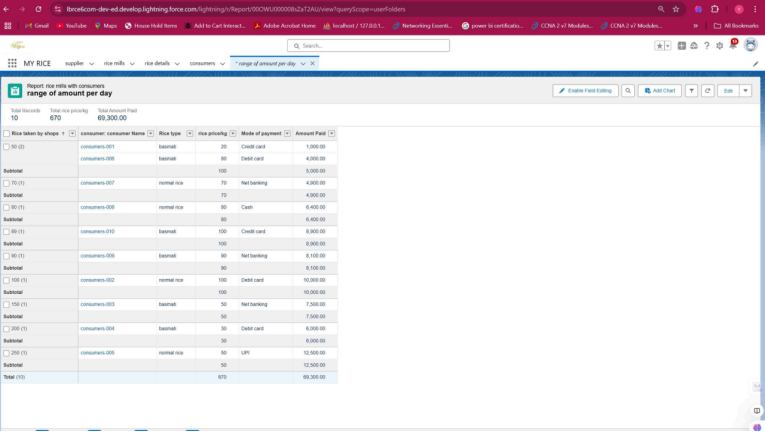 lbrce6com-dev-ed.develop.lightning.force.com/lightning/r/Report/00OWU00000BsZaT2AU/view?queryScope=userFolders
Gmail YouTube Maps House Hold Items Add to Cart Interact... Adobe Acrobat Home localhost / 127.0.0.1... Networking Essenti... power bi certificatio... CCNA 2 v7 Modules... CCNA 2 v7 Modules... » All Bookmarks
Search...
MY RICE supplier rice mills rice details consumers * range of amount per day
Report: rice mills with consumers
range of amount per day
Enable Field Editing Add Chart Edit
Total Records Total rice price/kg Total Amount Paid
10 670 69,300.00
Rice taken by shops ↑ consumer: consumer Name Rice type rice price/kg Mode of payment Amount Paid
50 (2) consumers-001 basmati 20 Credit card 1,000.00
consumers-006 basmati 80 Debit card 4,000.00
Subtotal 100 5,000.00
70 (1) consumers-007 normal rice 70 Net banking 4,900.00
Subtotal 70 4,900.00
80 (1) consumers-008 normal rice 80 Cash 6,400.00
Subtotal 80 6,400.00
89 (1) consumers-010 basmati 100 Credit card 8,900.00
Subtotal 100 8,900.00
90 (1) consumers-009 basmati 90 Net banking 8,100.00
Subtotal 90 8,100.00
100 (1) consumers-002 normal rice 100 Debit card 10,000.00
Subtotal 100 10,000.00
150 (1) consumers-003 basmati 50 Net banking 7,500.00
Subtotal 50 7,500.00
200 (1) consumers-004 basmati 30 Debit card 6,000.00
Subtotal 30 6,000.00
250 (1) consumers-005 normal rice 50 UPI 12,500.00
Subtotal 50 12,500.00
Total (10) 670 69,300.00